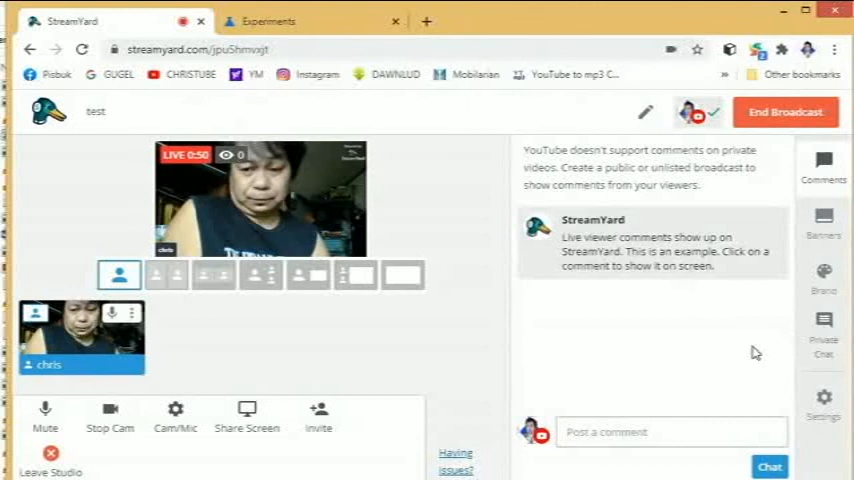 StreamYard
Experiments
streamyard.com/jpu5hmvxjt
Pisbuk
GUGEL
CHRISTUBE
YM
Instagram
DAWNLUD
Mobilarian
YouTube to mp3 C...
»
Other bookmarks
test
End Broadcast
LIVE 0:50
0
chris
chris
YouTube doesn't support comments on private
videos. Create a public or unlisted broadcast to
show comments from your viewers.
StreamYard
Live viewer comments show up on
StreamYard. This is an example. Click on a
comment to show it on screen.
Comments
Banners
Brand
Private
Chat
Settings
Mute
Stop Cam
Cam/Mic
Share Screen
Invite
Leave Studio
Having
issues?
Post a comment
Chat